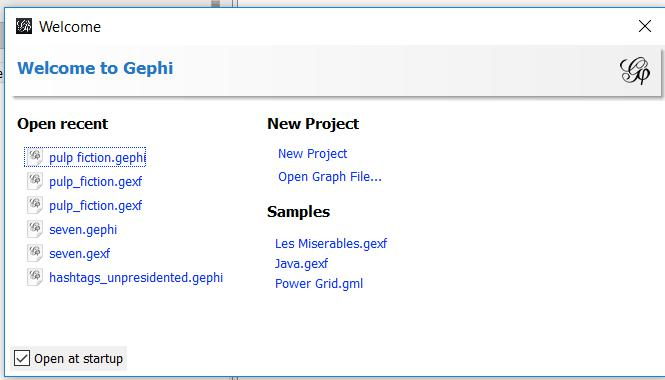 Welcome
Welcome to Gephi
Open recent
pulp fiction.gephi
pulp_fiction.gexf
pulp_fiction.gexf
seven.gephi
seven.gexf
hashtags_unpresidented.gephi
New Project
New Project
Open Graph File...
Samples
Les Miserables.gexf
Java.gexf
Power Grid.gml
Open at startup